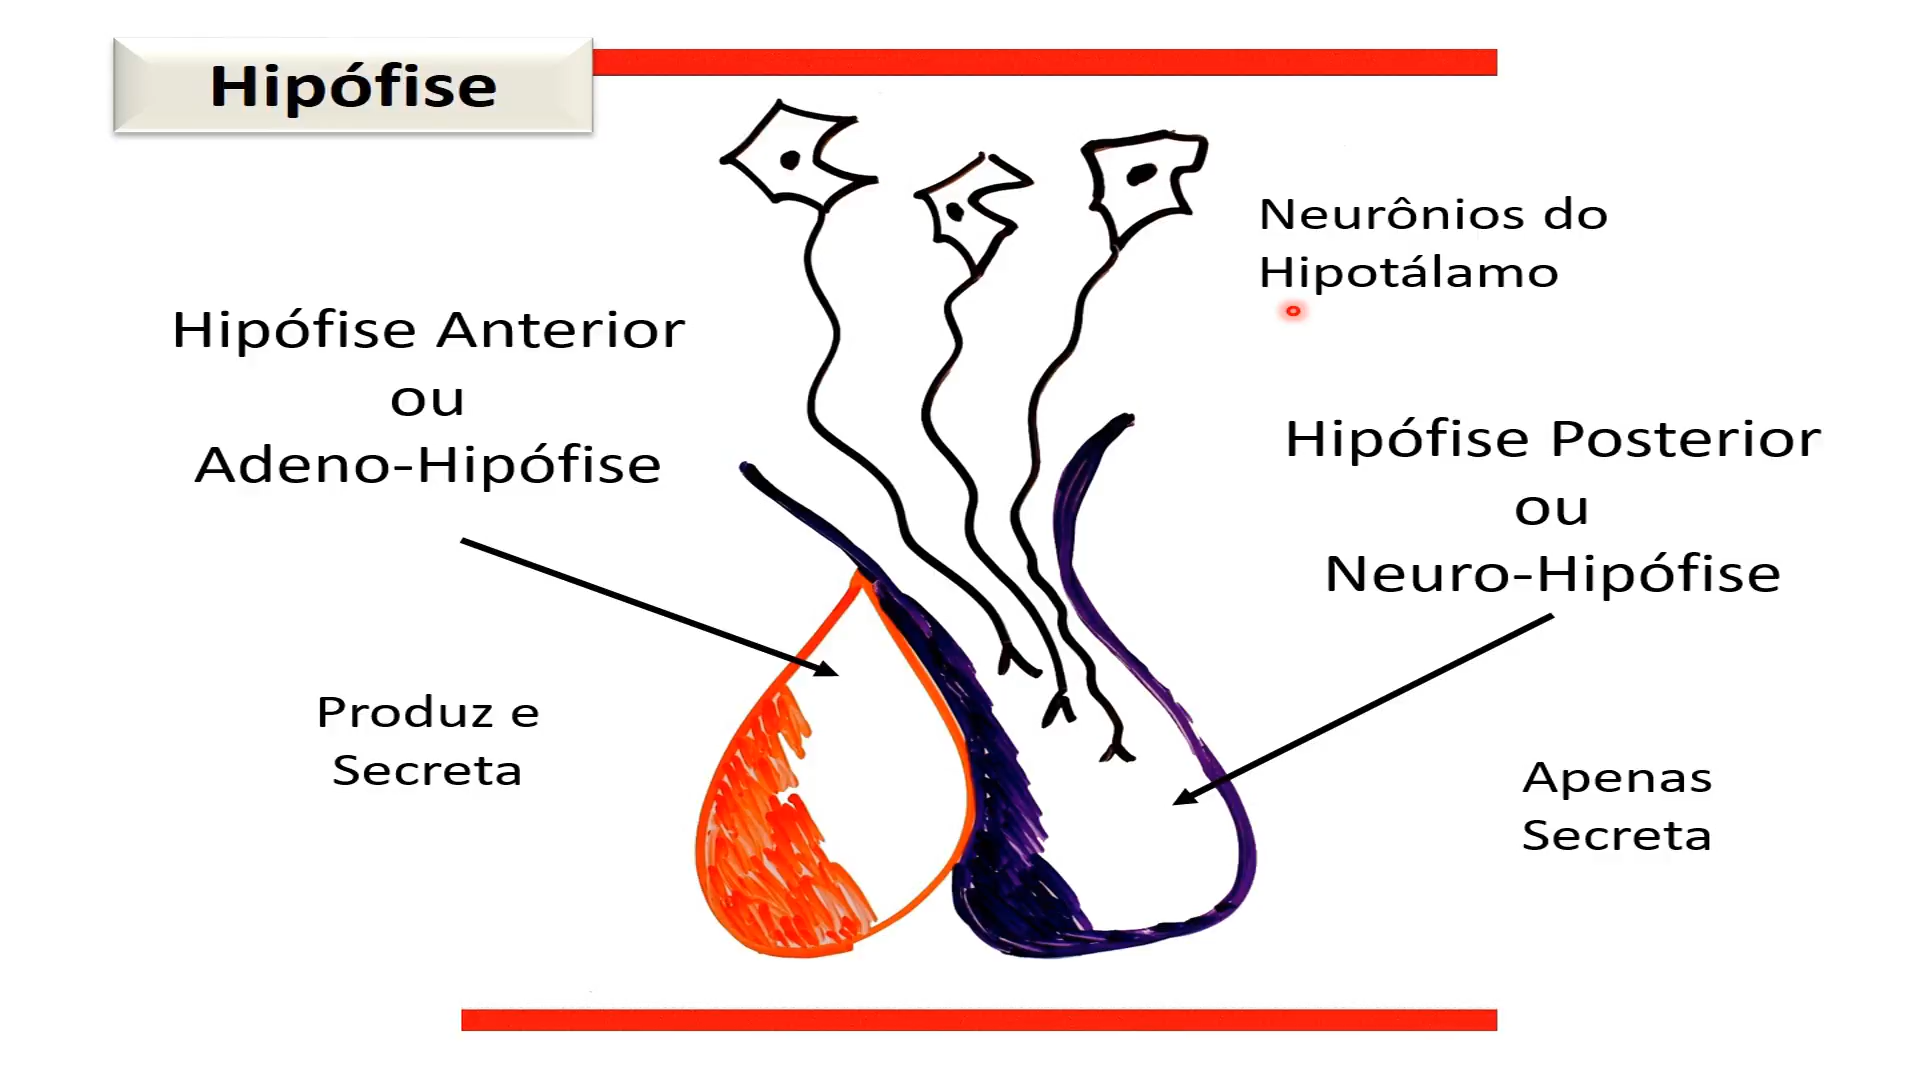 Hipófise
Neurônios do
Hipotálamo
Hipófise Anterior
ou
Adeno-Hipófise
Hipófise Posterior
ou
Neuro-Hipófise
Produz e
Secreta
Apenas
Secreta